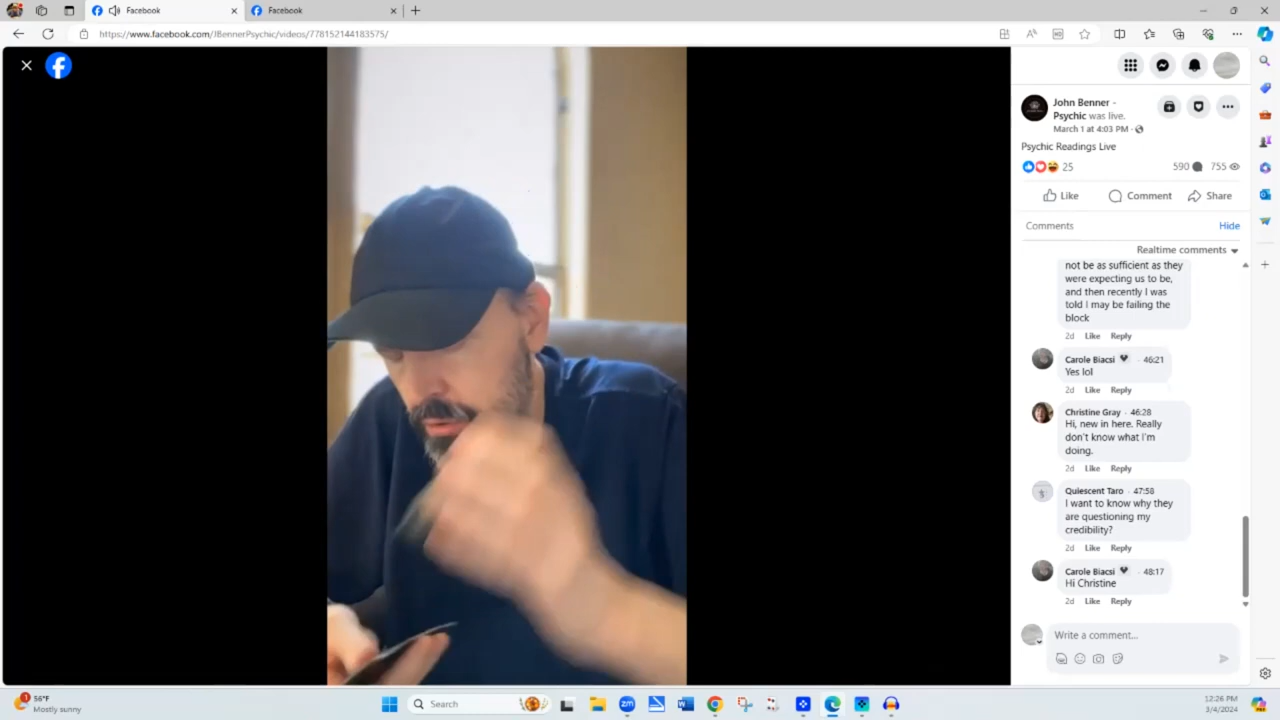 Facebook
Facebook
https://www.facebook.com/JBennerPsychic/videos/778152144183575/
John Benner -
Psychic was live.
March 1 at 4:03 PM ·
Psychic Readings Live
25
590
755
Like
Comment
Share
Comments
Hide
Realtime comments
not be as sufficient as they
were expecting us to be,
and then recently I was
told I may be failing the
block
2d Like Reply
Carole Biacsi · 46:21
Yes lol
2d Like Reply
Christine Gray · 46:28
Hi, new in here. Really
don't know what I'm
doing.
2d Like Reply
Quiescent Taro · 47:58
I want to know why they
are questioning my
credibility?
2d Like Reply
Carole Biacsi · 48:17
Hi Christine
2d Like Reply
Write a comment...
1
56°F
Mostly sunny
Search
zm
12:26 PM
3/4/2024